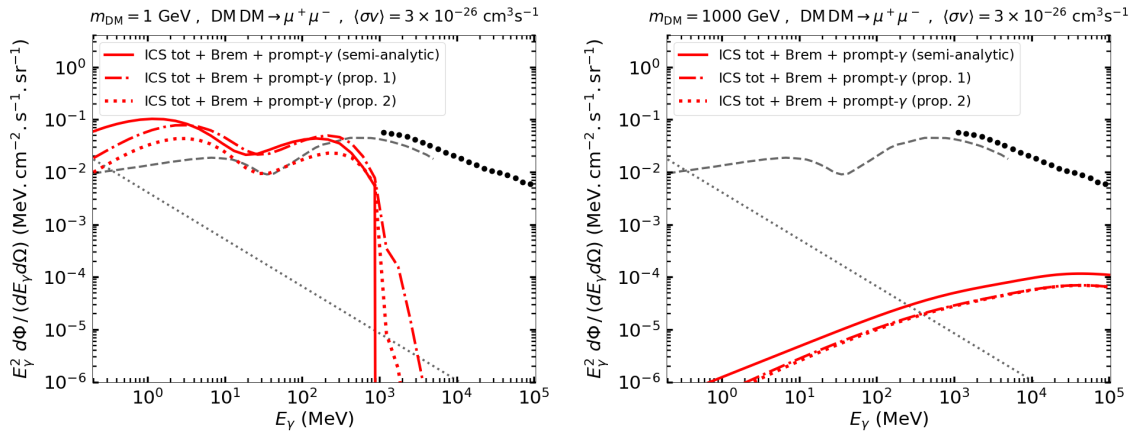 m_DM = 1 GeV , DM DM → μ⁺μ⁻ , ⟨σv⟩ = 3 × 10⁻²⁶ cm³s⁻¹
ICS tot + Brem + prompt-γ (semi-analytic)
ICS tot + Brem + prompt-γ (prop. 1)
ICS tot + Brem + prompt-γ (prop. 2)
E_γ² dΦ / (dE_γdΩ) (MeV. cm⁻². s⁻¹. sr⁻¹)
10⁰
10⁻¹
10⁻²
10⁻³
10⁻⁴
10⁻⁵
10⁻⁶
10⁰ 10¹ 10² 10³ 10⁴ 10⁵
E_γ (MeV)
m_DM = 1000 GeV , DM DM → μ⁺μ⁻ , ⟨σv⟩ = 3 × 10⁻²⁶ cm³s⁻¹
ICS tot + Brem + prompt-γ (semi-analytic)
ICS tot + Brem + prompt-γ (prop. 1)
ICS tot + Brem + prompt-γ (prop. 2)
E_γ² dΦ / (dE_γdΩ) (MeV. cm⁻². s⁻¹. sr⁻¹)
10⁰
10⁻¹
10⁻²
10⁻³
10⁻⁴
10⁻⁵
10⁻⁶
10⁰ 10¹ 10² 10³ 10⁴ 10⁵
E_γ (MeV)